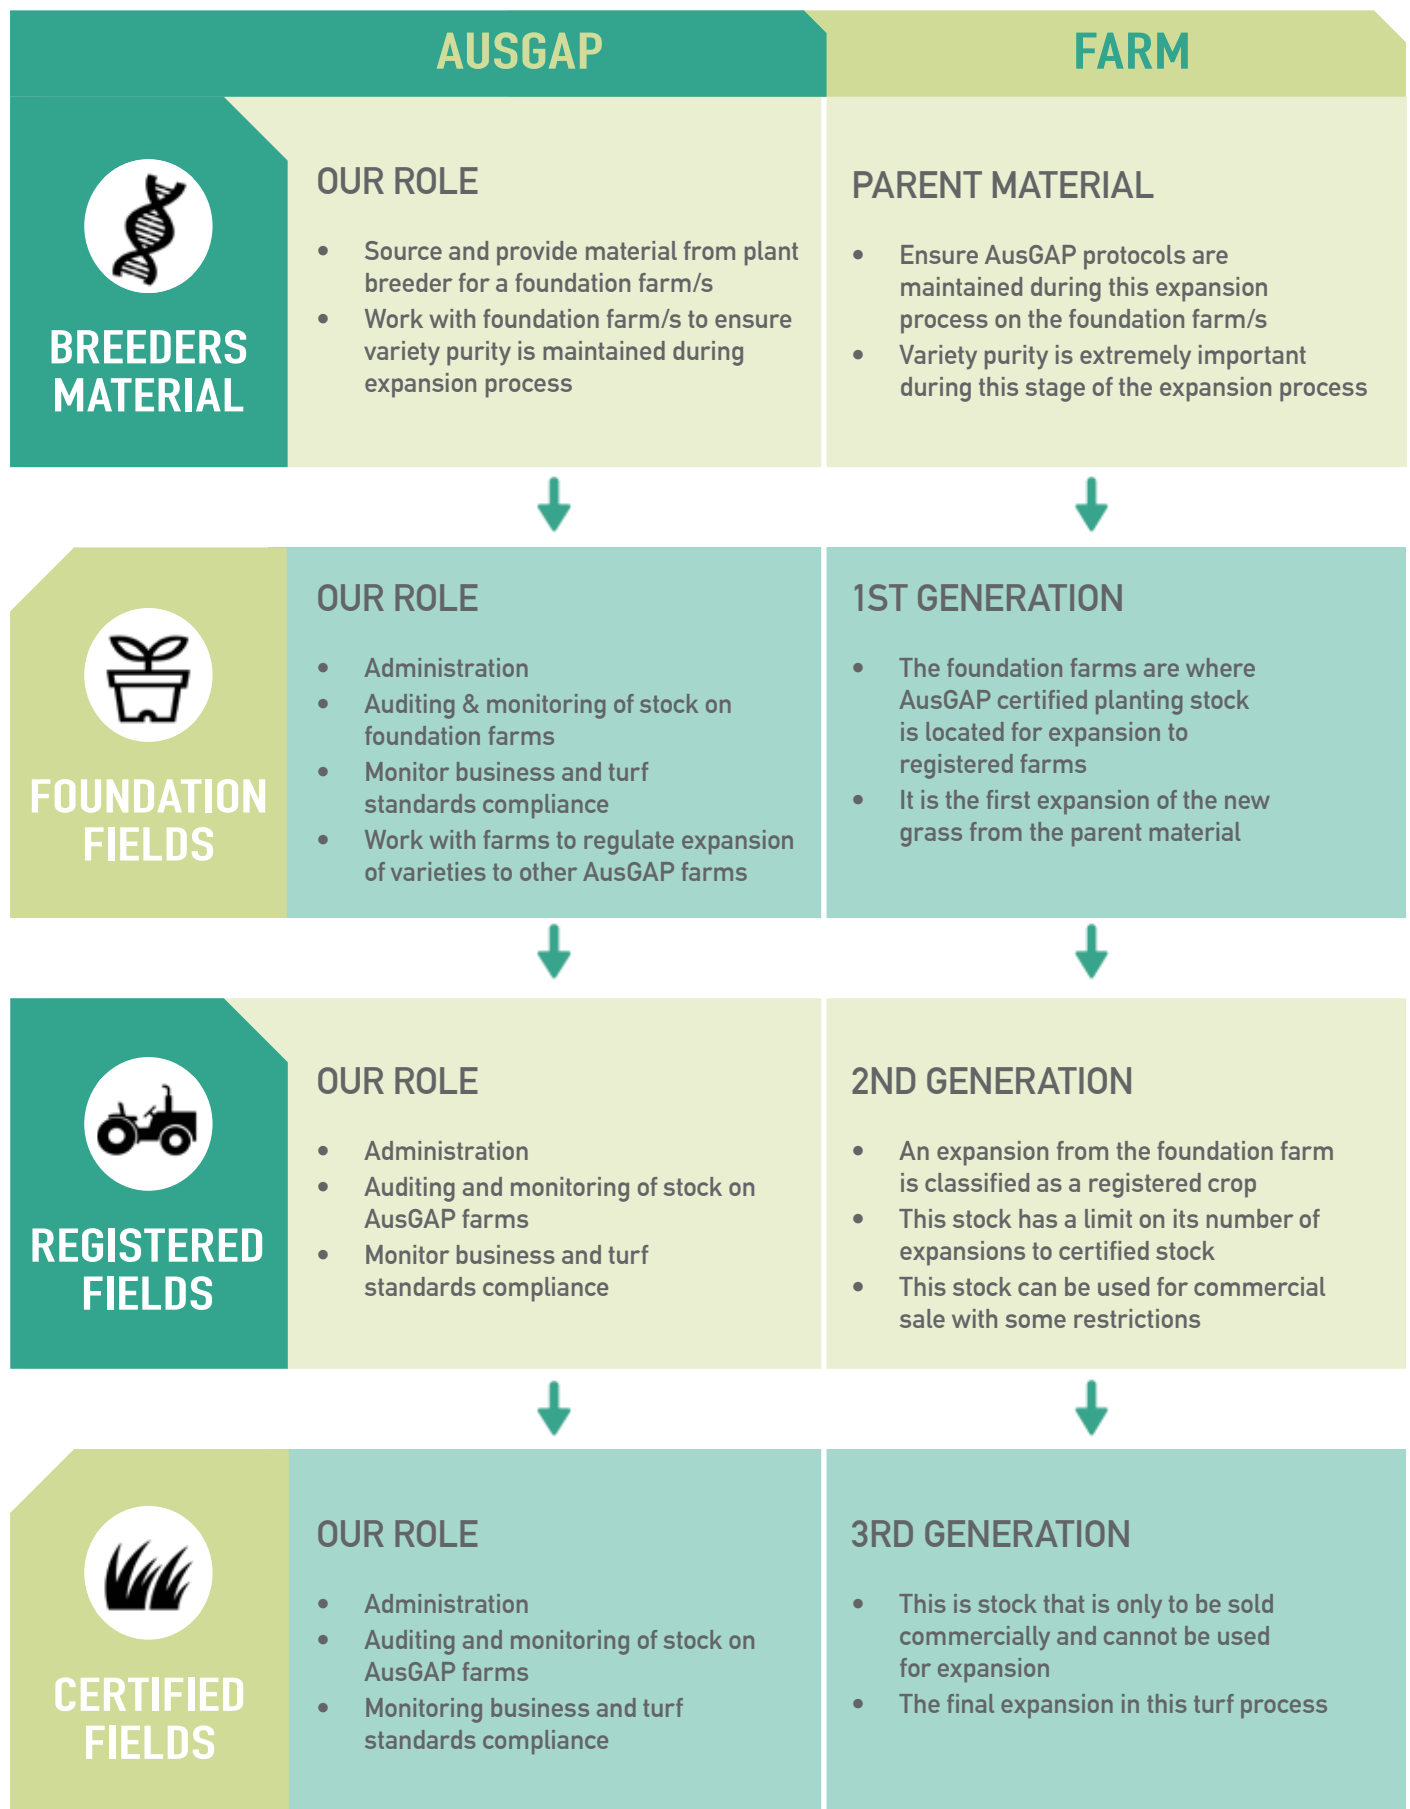 AUSGAP
FARM
BREEDERS
MATERIAL
OUR ROLE
• Source and provide material from plant
breeder for a foundation farm/s
• Work with foundation farm/s to ensure
variety purity is maintained during
expansion process
PARENT MATERIAL
• Ensure AusGAP protocols are
maintained during this expansion
process on the foundation farm/s
• Variety purity is extremely important
during this stage of the expansion process
FOUNDATION
FIELDS
OUR ROLE
• Administration
• Auditing & monitoring of stock on
foundation farms
• Monitor business and turf
standards compliance
• Work with farms to regulate expansion
of varieties to other AusGAP farms
1ST GENERATION
• The foundation farms are where
AusGAP certified planting stock
is located for expansion to
registered farms
• It is the first expansion of the new
grass from the parent material
REGISTERED
FIELDS
OUR ROLE
• Administration
• Auditing and monitoring of stock on
AusGAP farms
• Monitor business and turf
standards compliance
2ND GENERATION
• An expansion from the foundation farm
is classified as a registered crop
• This stock has a limit on its number of
expansions to certified stock
• This stock can be used for commercial
sale with some restrictions
CERTIFIED
FIELDS
OUR ROLE
• Administration
• Auditing and monitoring of stock on
AusGAP farms
• Monitoring business and turf
standards compliance
3RD GENERATION
• This is stock that is only to be sold
commercially and cannot be used
for expansion
• The final expansion in this turf process